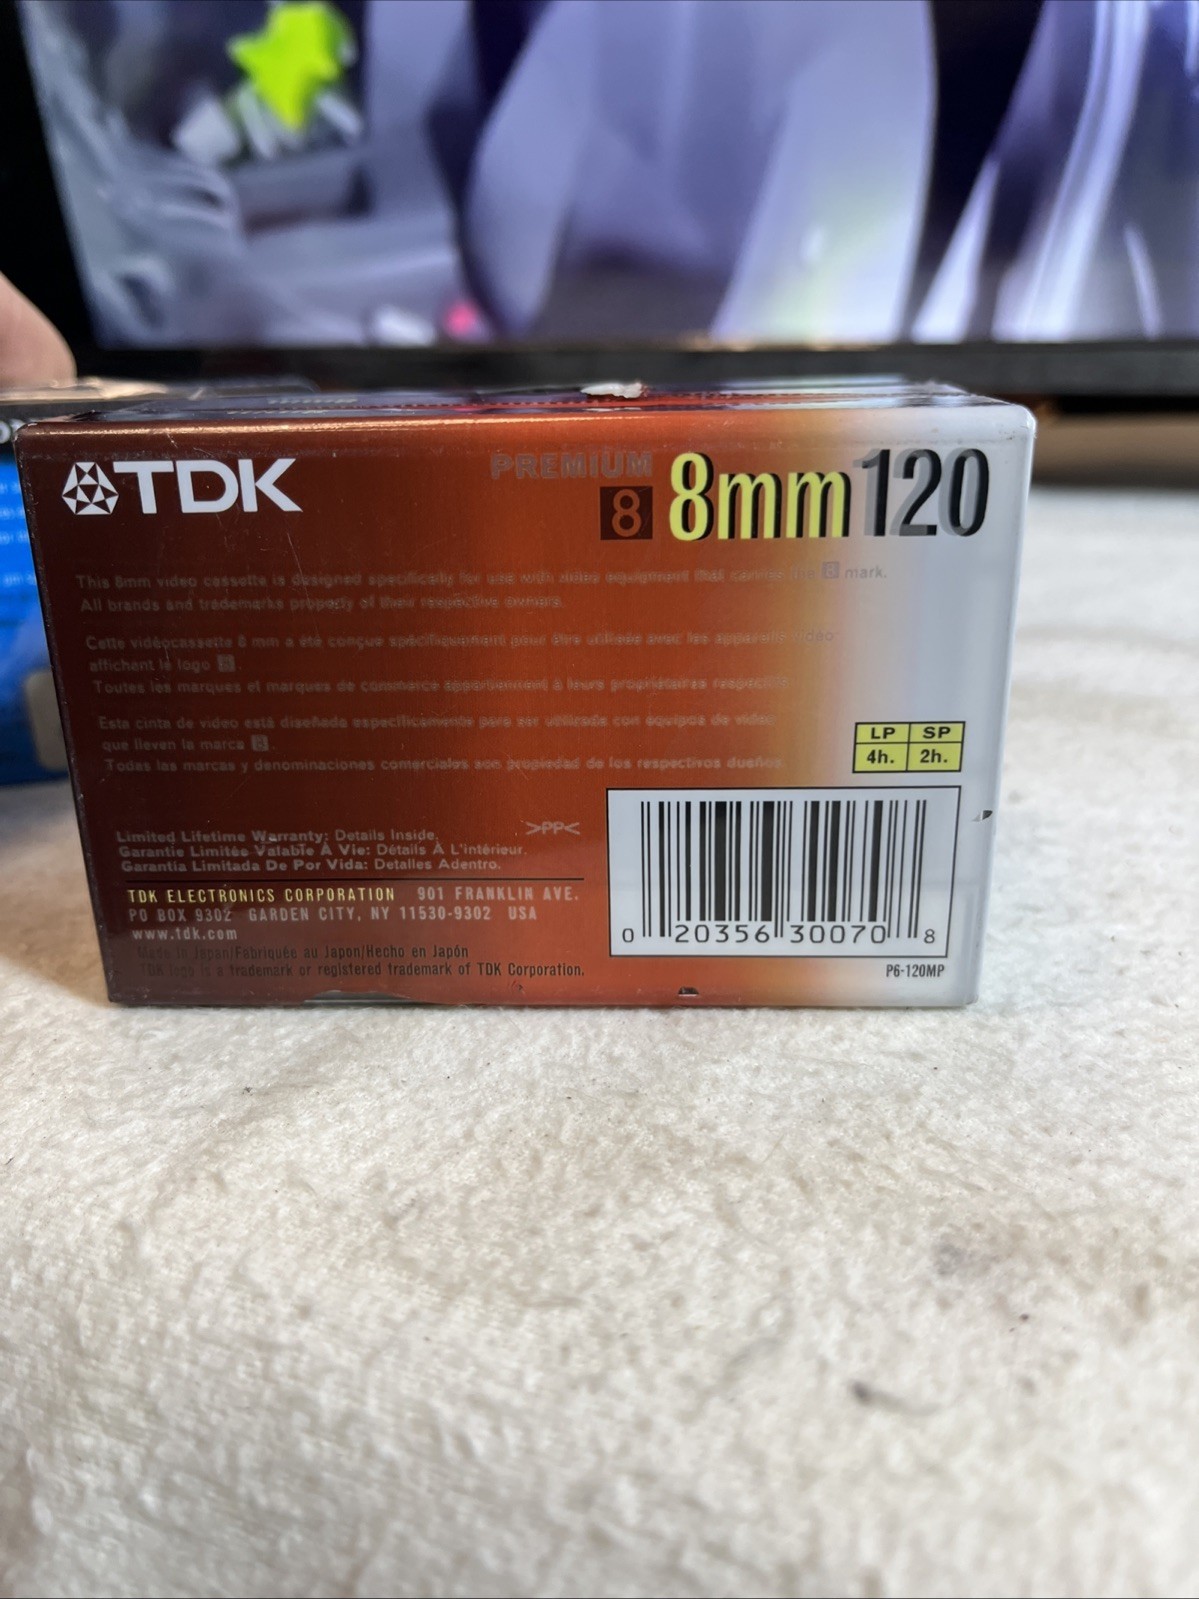 TDK
PREMIUM 8 8mm 120
This 8mm video cassette is designed specifically for use with video equipment that carries the 8 mark.
All brands and trademarks property of their respective owners.
Cette vidéocassette 8 mm a été conçue spécifiquement pour être utilisée avec les appareils vidéo
affichant le logo 8.
Toutes les marques et marques de commerce appartiennent à leurs propriétaires respectifs.
Esta cinta de video está diseñada específicamente para ser utilizada con equipos de video
que lleven la marca 8.
Todas las marcas y denominaciones comerciales son propiedad de los respectivos dueños.
LP SP
4h. 2h.
>PP<
Limited Lifetime Warranty: Details Inside.
Garantie Limitée Valable À Vie: Détails À L'intérieur.
Garantia Limitada De Por Vida: Detalles Adentro.
TDK ELECTRONICS CORPORATION 901 FRANKLIN AVE.
PO BOX 9302 GARDEN CITY, NY 11530-9302 USA
www.tdk.com
Made in Japan/Fabriquée au Japon/Hecho en Japón
TDK logo is a trademark or registered trademark of TDK Corporation.
0 20356 30070 8
P6-120MP